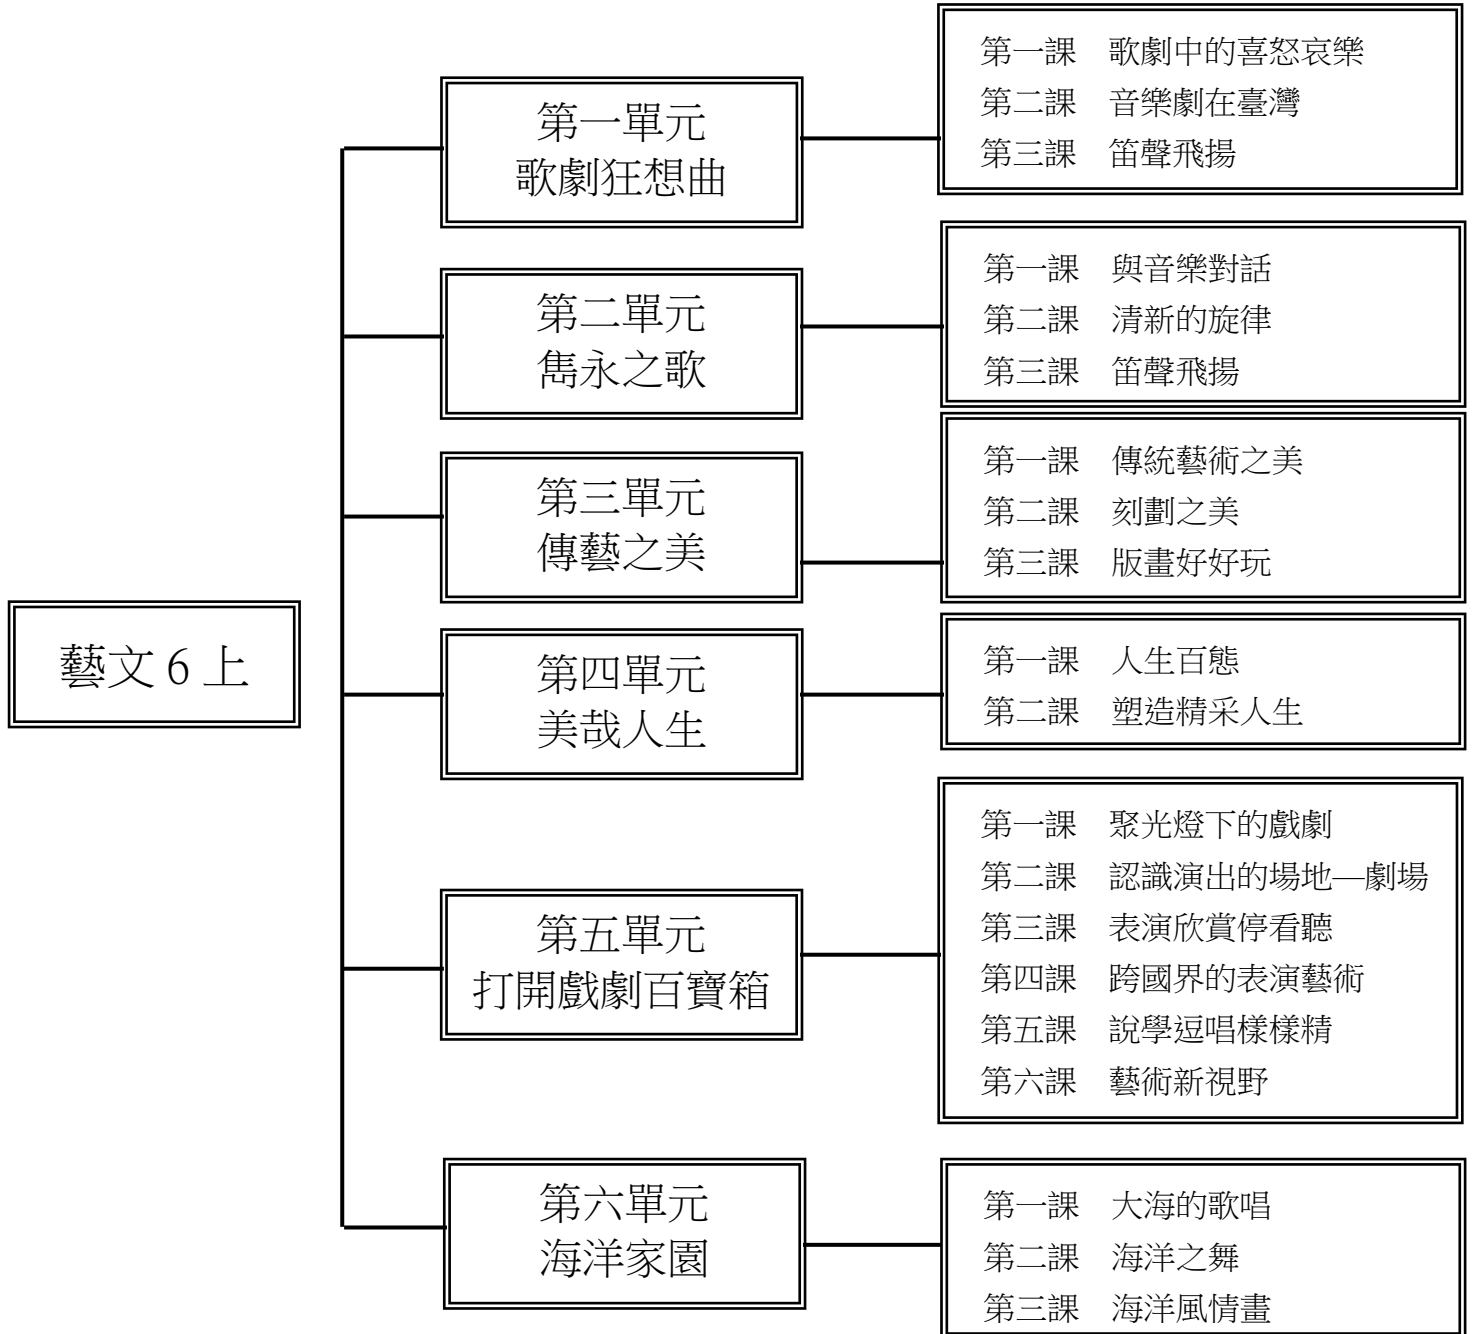 藝文 6 上
第一單元
歌劇狂想曲
第一課　歌劇中的喜怒哀樂
第二課　音樂劇在臺灣
第三課　笛聲飛揚
第二單元
雋永之歌
第一課　與音樂對話
第二課　清新的旋律
第三課　笛聲飛揚
第三單元
傳藝之美
第一課　傳統藝術之美
第二課　刻劃之美
第三課　版畫好好玩
第四單元
美哉人生
第一課　人生百態
第二課　塑造精采人生
第五單元
打開戲劇百寶箱
第一課　聚光燈下的戲劇
第二課　認識演出的場地—劇場
第三課　表演欣賞停看聽
第四課　跨國界的表演藝術
第五課　說學逗唱樣樣精
第六課　藝術新視野
第六單元
海洋家園
第一課　大海的歌唱
第二課　海洋之舞
第三課　海洋風情畫